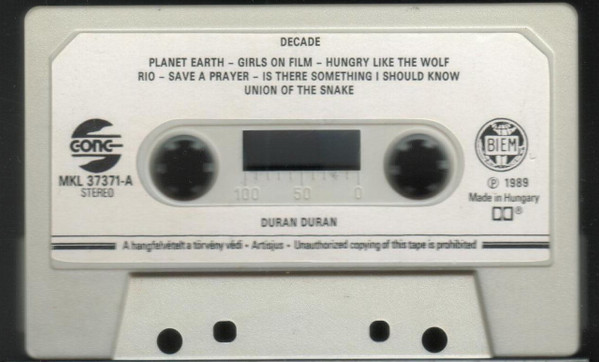 DECADE
PLANET EARTH – GIRLS ON FILM – HUNGRY LIKE THE WOLF
RIO – SAVE A PRAYER – IS THERE SOMETHING I SHOULD KNOW
UNION OF THE SNAKE
GONG
MKL 37371-A
STEREO
BIEM
℗ 1989
Made in Hungary
100 50 0
DURAN DURAN
A hangfelvételt a törvény védi - Artisjus - Unauthorized copying of this tape is prohibited